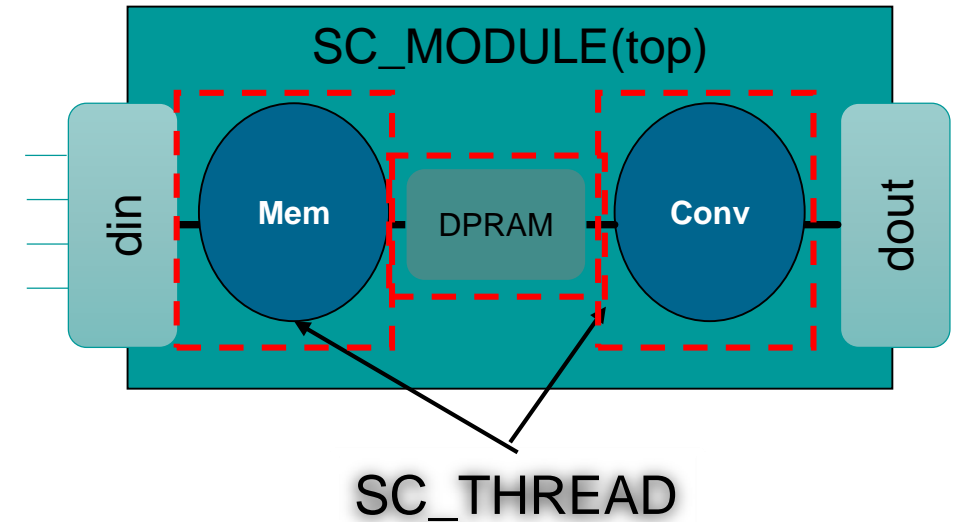 SC_MODULE(top)
din
Mem
DPRAM
Conv
dout
SC_THREAD